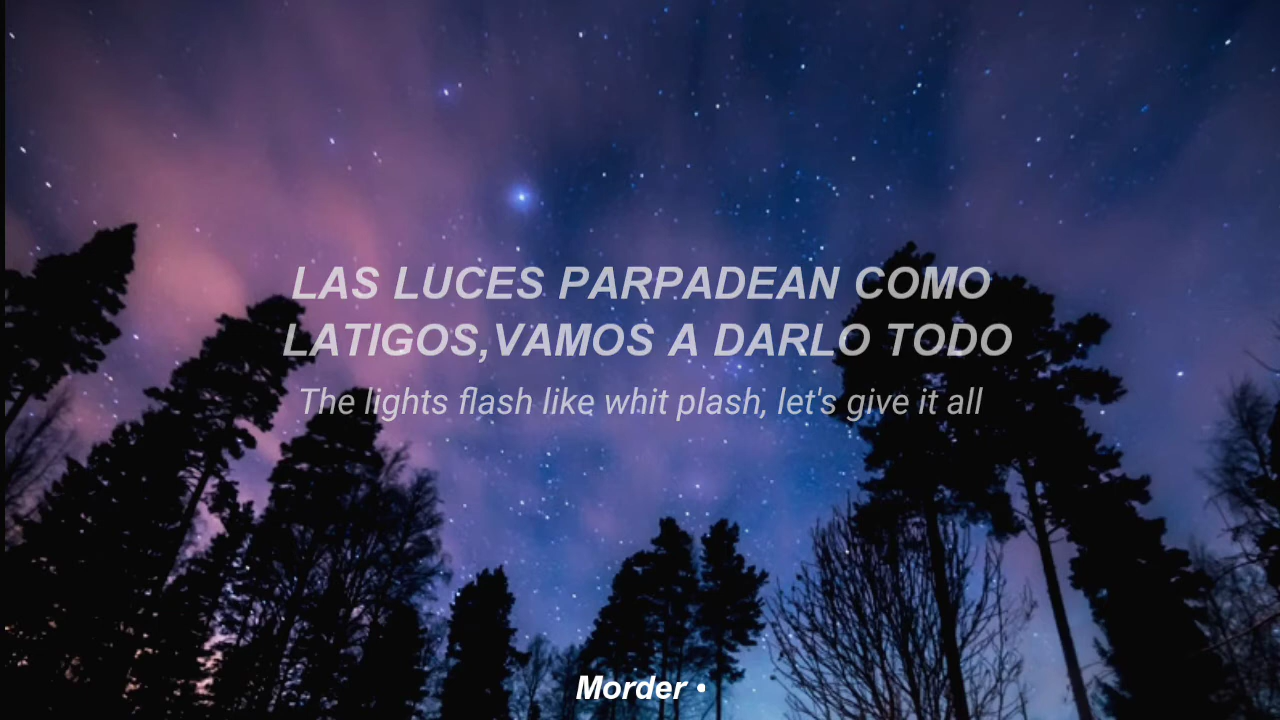 LAS LUCES PARPADEAN COMO
LATIGOS,VAMOS A DARLO TODO
The lights flash like whit plash, let's give it all
Morder •